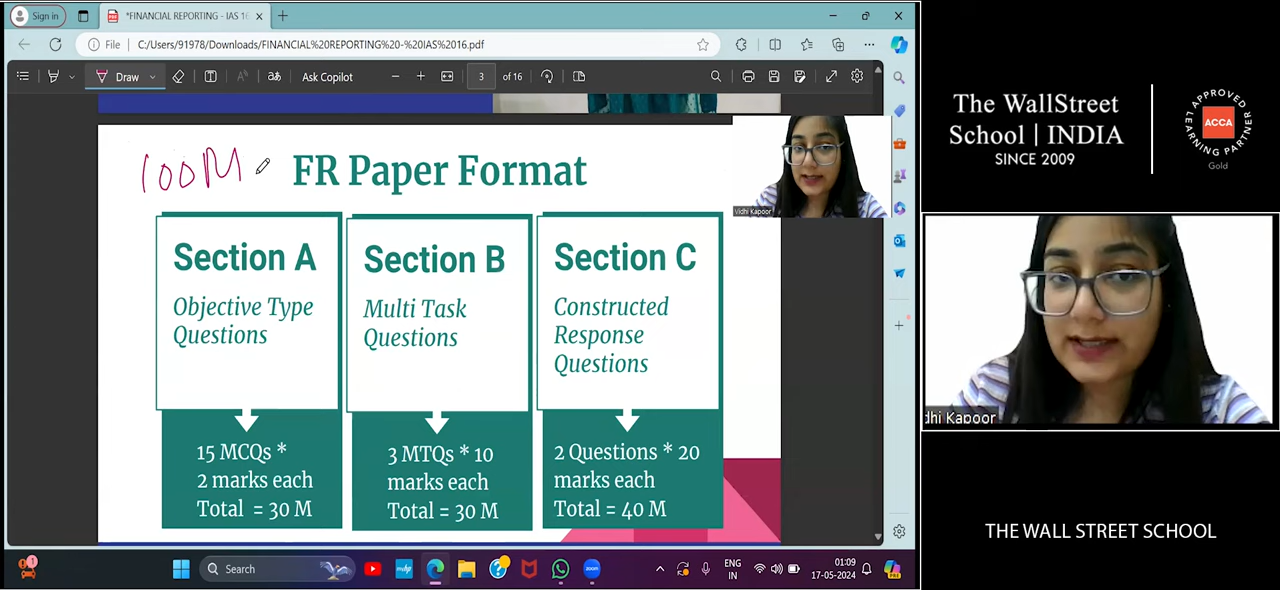 Sign in
*FINANCIAL REPORTING - IAS 16
File
C:/Users/91978/Downloads/FINANCIAL%20REPORTING%20-%20IAS%2016.pdf
Draw
Ask Copilot
3
of 16
100M
FR Paper Format
Vidhi Kapoor
Section A
Objective Type
Questions
15 MCQs *
2 marks each
Total = 30 M
Section B
Multi Task
Questions
3 MTQs * 10
marks each
Total = 30 M
Section C
Constructed
Response
Questions
2 Questions * 20
marks each
Total = 40 M
1
Search
ENG
IN
01:09
17-05-2024
The WallStreet
School | INDIA
SINCE 2009
APPROVED
LEARNING PARTNER
ACCA
Gold
dhi Kapoor
THE WALL STREET SCHOOL